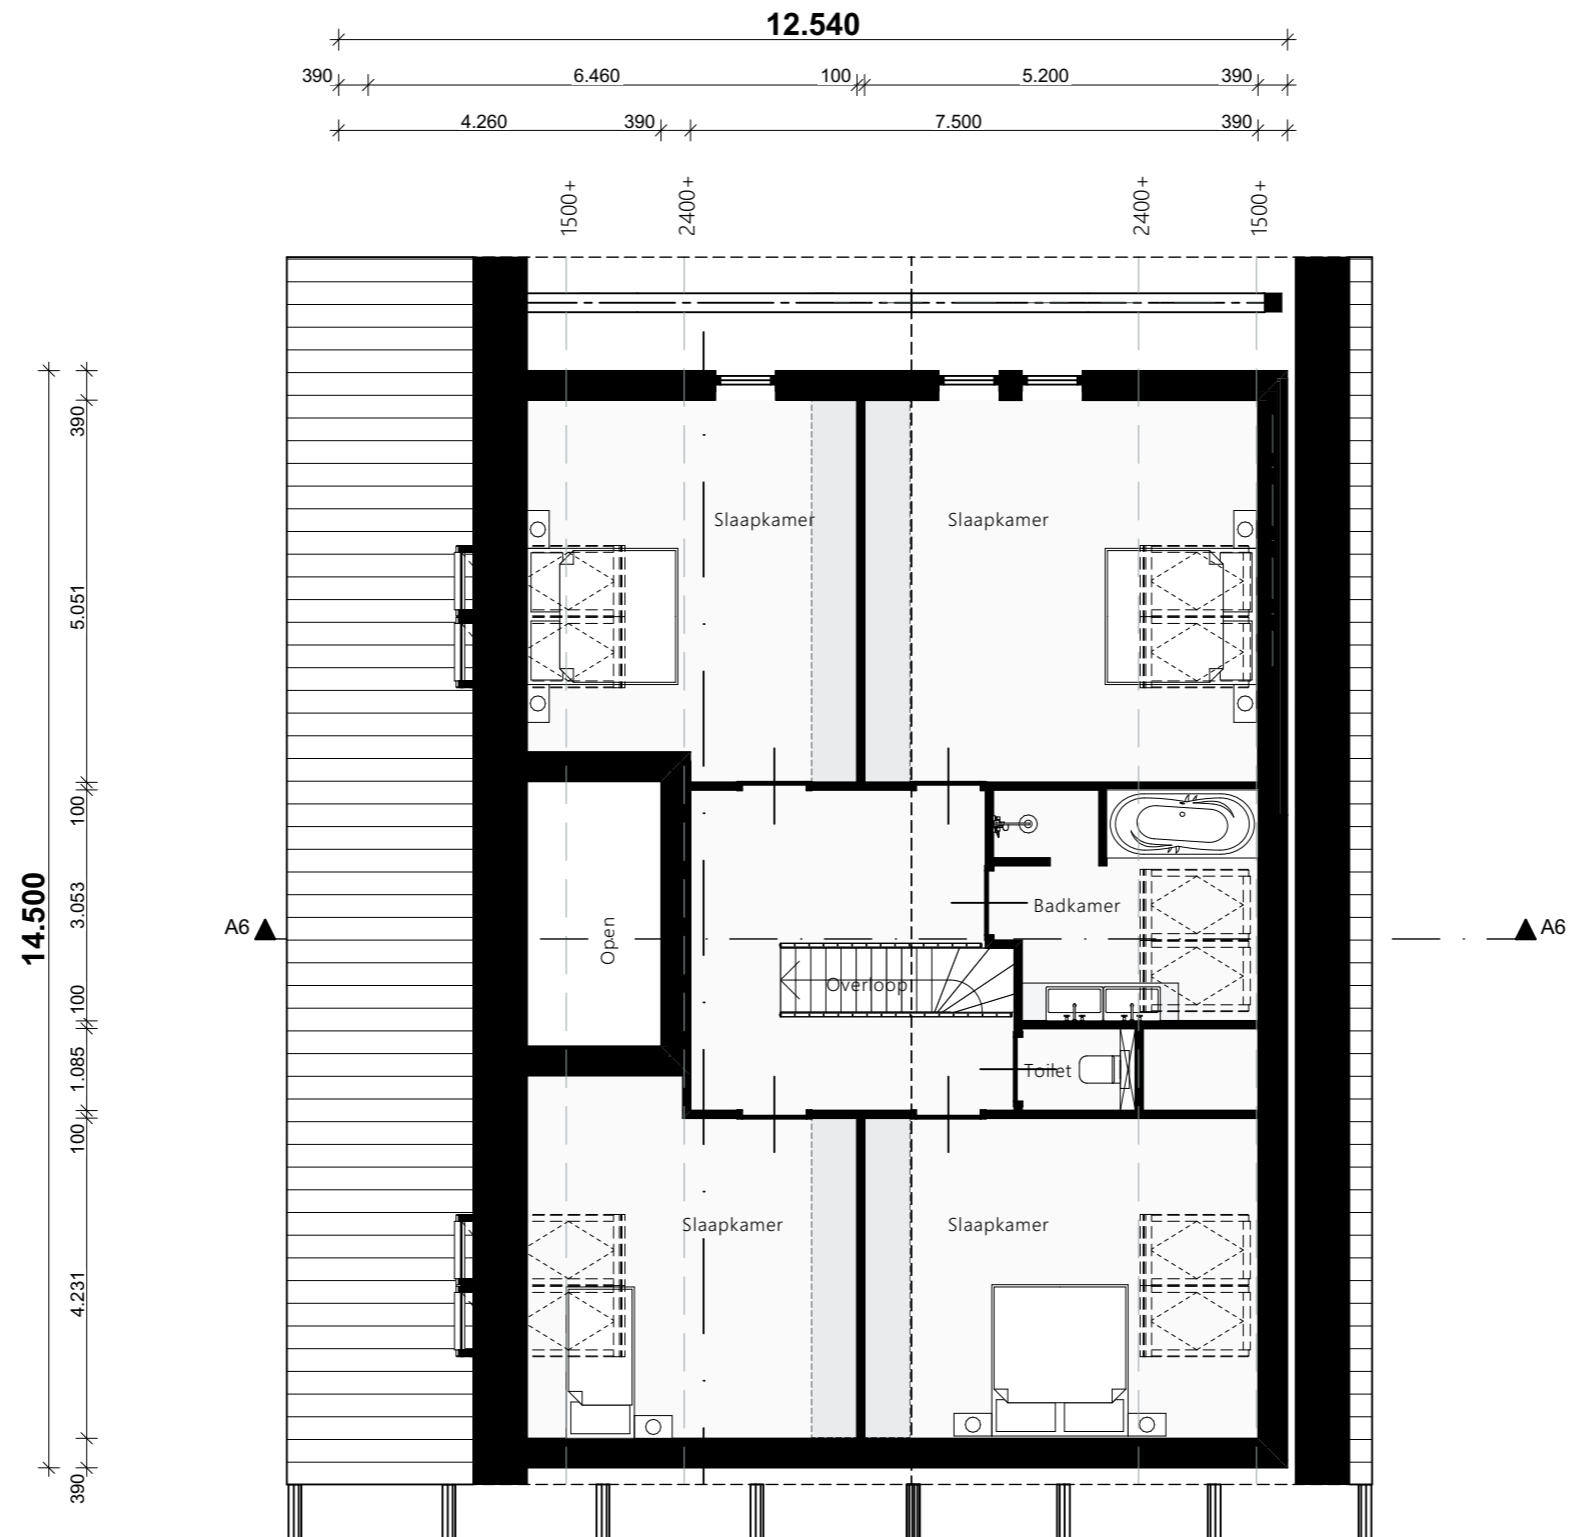 12.540
390 6.460 100 5.200 390
4.260 390 7.500 390
1500+ 2400+ 2400+ 1500+
390
5.051
100
3.053
100
1.085
100
4.231
390
14.500
Slaapkamer Slaapkamer
Badkamer
A6 A6
Open
Overloop
Toilet
Slaapkamer Slaapkamer